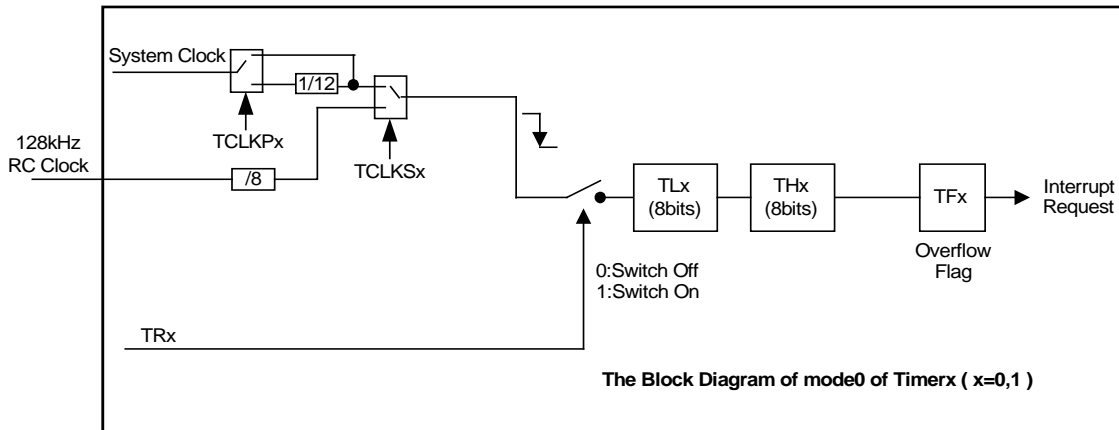 System Clock
1/12
TCLKPx
TCLKSx
128kHz
RC Clock
/8
TLx
(8bits)
THx
(8bits)
TFx
Interrupt
Request
Overflow
Flag
0:Switch Off
1:Switch On
TRx
The Block Diagram of mode0 of Timerx ( x=0,1 )